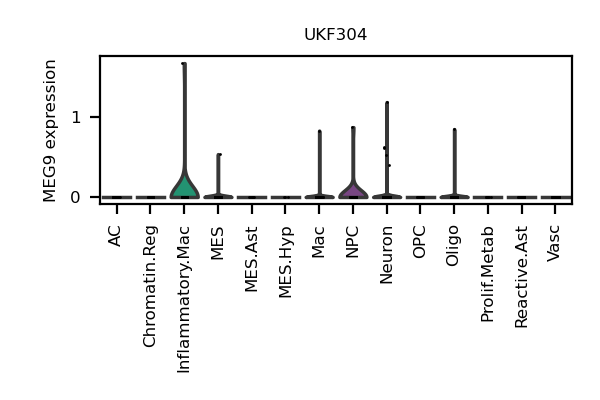 UKF304
MEG9 expression
1
0
AC
Chromatin.Reg
Inflammatory.Mac
MES
MES.Ast
MES.Hyp
Mac
NPC
Neuron
OPC
Oligo
Prolif.Metab
Reactive.Ast
Vasc